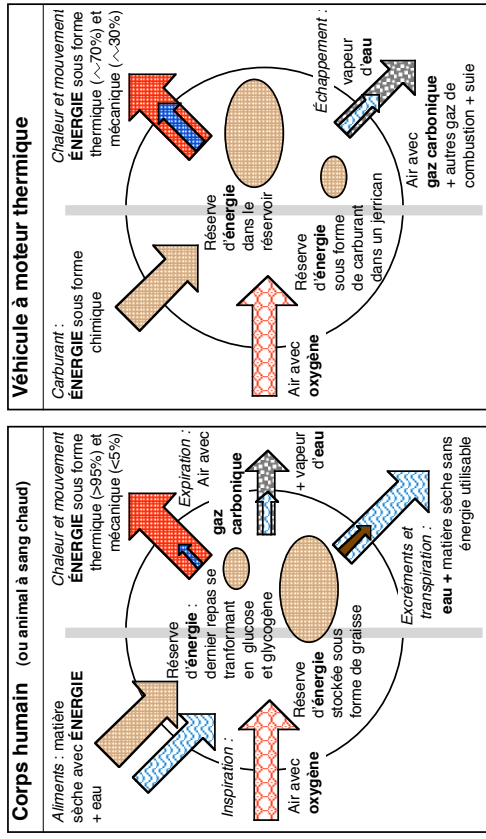 Corps humain (ou animal à sang chaud)
Aliments : matière
sèche avec ÉNERGIE
+ eau
Chaleur et mouvement
ÉNERGIE sous forme
thermique (>95%) et
mécanique (<5%)
Réserve
d'énergie :
dernier repas se
tranformant
en glucose
et glycogène
Expiration :
Air avec
gaz
carbonique
+ vapeur
d'eau
Inspiration :
Air avec
oxygène
Réserve
d'énergie
stockée sous
forme de graisse
Excréments et
transpiration :
eau + matière sèche sans
énergie utilisable
Véhicule à moteur thermique
Carburant :
ÉNERGIE sous forme
chimique
Chaleur et mouvement
ÉNERGIE sous forme
thermique (~70%) et
mécanique (~30%)
Réserve
d'énergie
dans le
réservoir
Air avec
oxygène
Réserve
d'énergie
sous forme
de carburant
dans un jerrican
Échappement :
vapeur
d'eau
Air avec
gaz carbonique
+ autres gaz de
combustion + suie